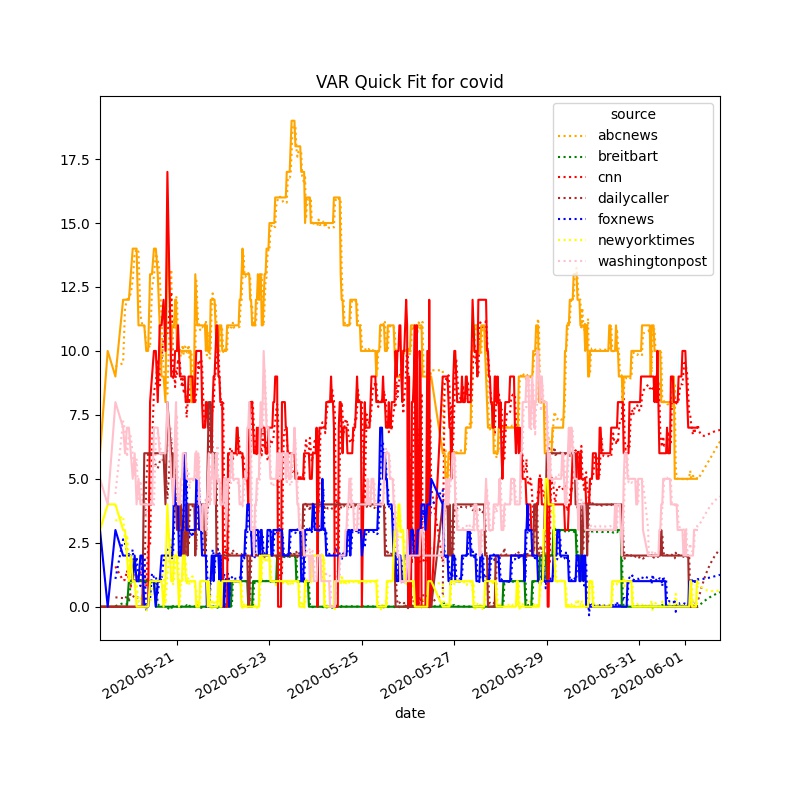 VAR Quick Fit for covid
source
abcnews
breitbart
cnn
dailycaller
foxnews
newyorktimes
washingtonpost
17.5
15.0
12.5
10.0
7.5
5.0
2.5
0.0
2020-05-21
2020-05-23
2020-05-25
2020-05-27
2020-05-29
2020-05-31
2020-06-01
date